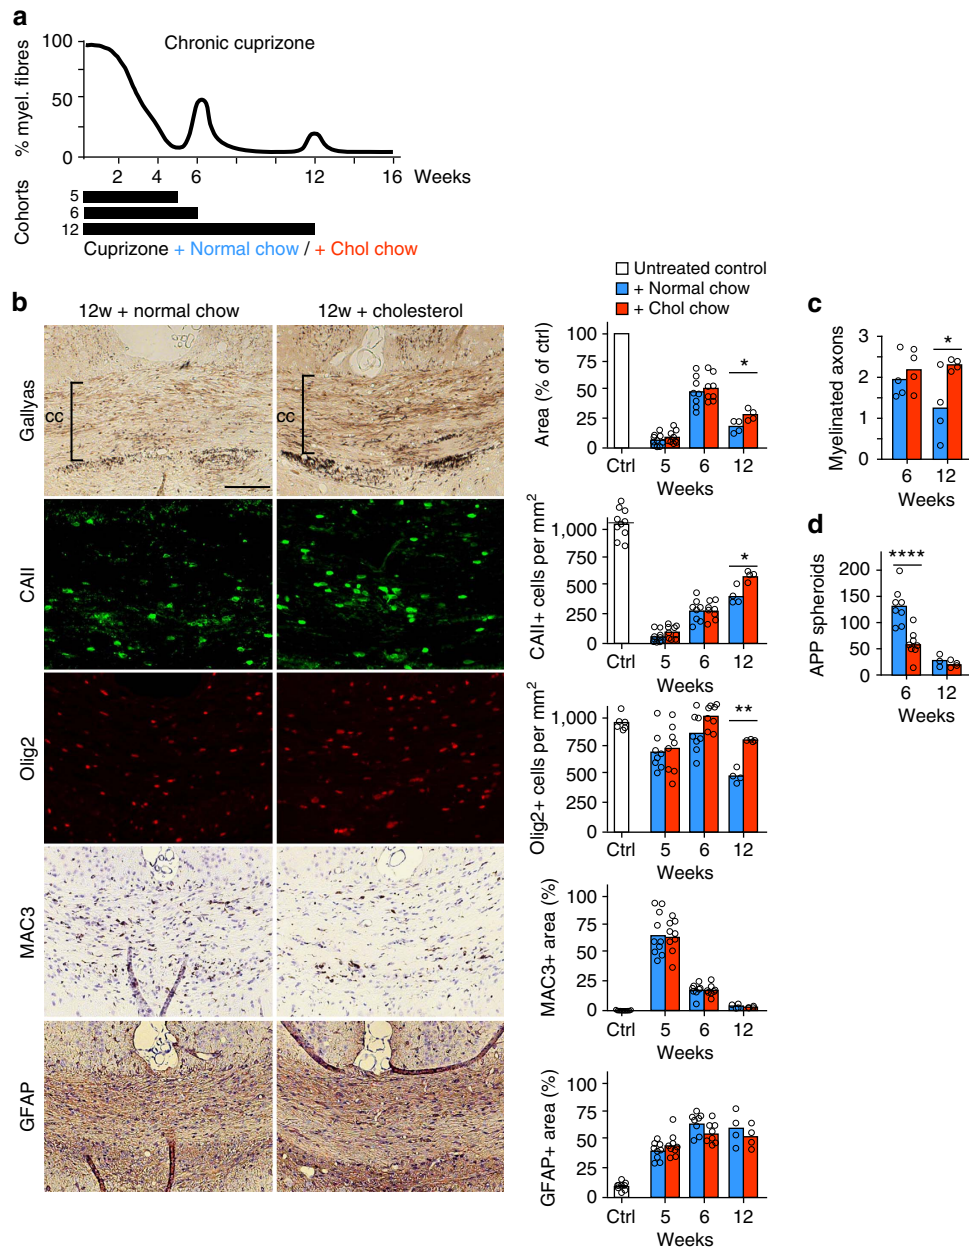 a
Chronic cuprizone
% myel. fibres
100
50
0
2 4 6 12 16 Weeks
Cohorts
5
6
12
Cuprizone + Normal chow / + Chol chow
b
12w + normal chow 12w + cholesterol
Gallyas
cc
cc
CAII
Olig2
MAC3
GFAP
Untreated control
+ Normal chow
+ Chol chow
Area (% of ctrl)
100
75
50
25
0
*
Ctrl 5 6 12
Weeks
CAII+ cells per mm2
1,000
750
500
250
0
*
Ctrl 5 6 12
Weeks
Olig2+ cells per mm2
1,000
750
500
250
0
**
Ctrl 5 6 12
Weeks
MAC3+ area (%)
100
75
50
25
0
Ctrl 5 6 12
Weeks
GFAP+ area (%)
100
75
50
25
0
Ctrl 5 6 12
Weeks
c
Myelinated axons
3
2
2
1
0
*
6 12
Weeks
d
APP spheroids
200
150
100
50
0
****
6 12
Weeks